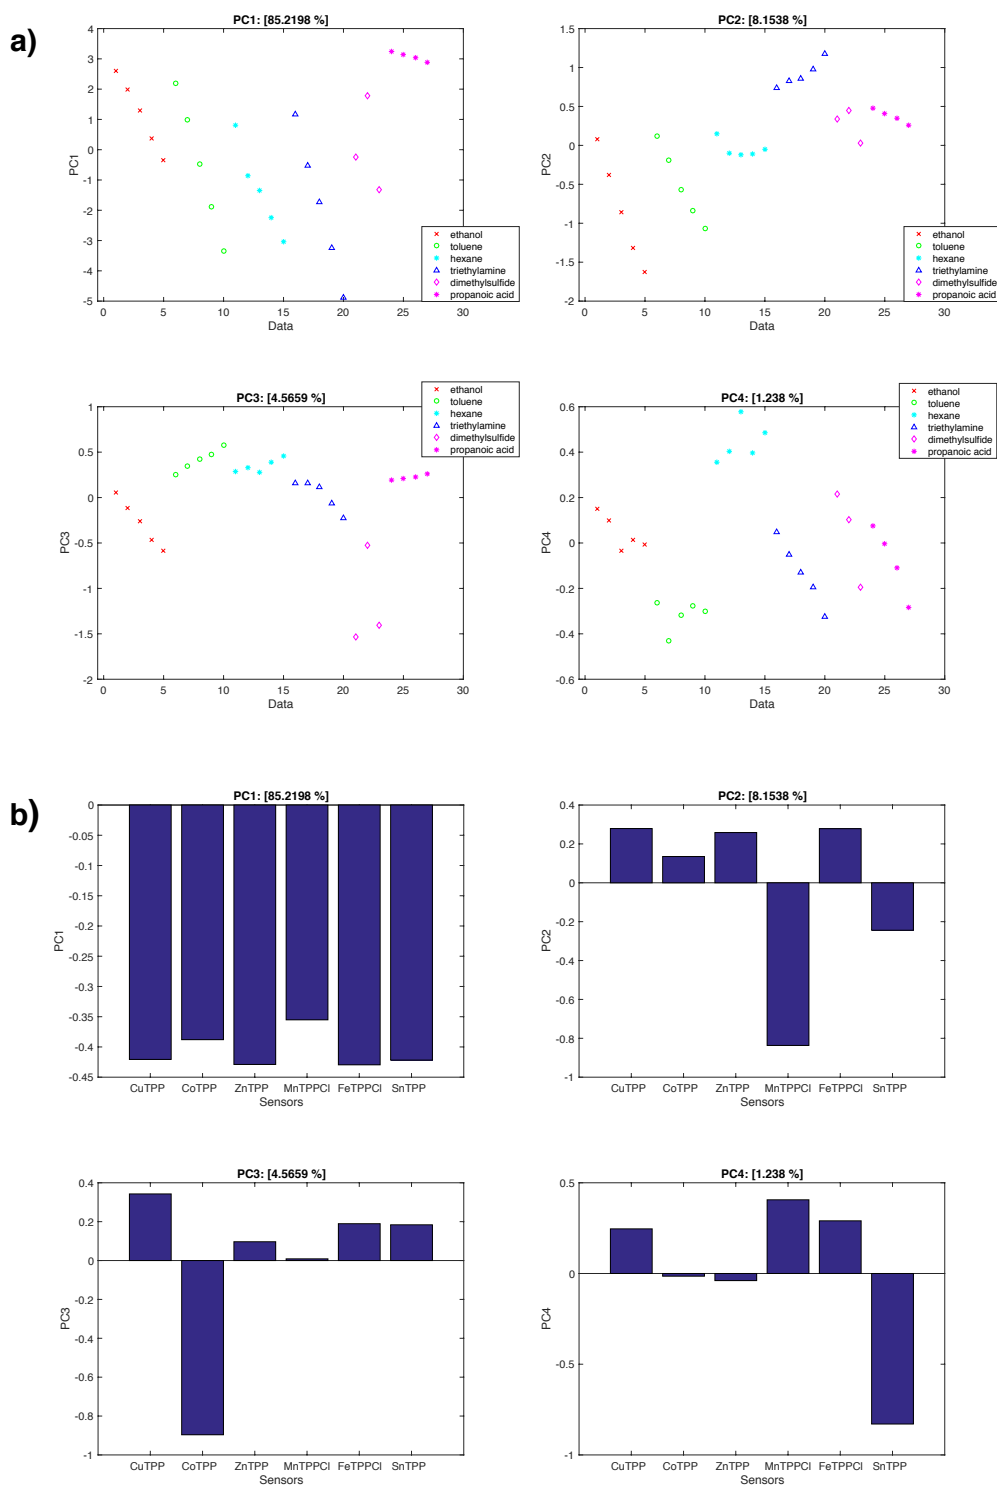 a)
PC1: [85.2198 %]
4
3
2
1
0
-1
-2
-3
-4
-5
PC1
0 5 10 15 20 25 30
Data
ethanol
toluene
hexane
triethylamine
dimethylsulfide
propanoic acid
PC2: [8.1538 %]
1.5
1
0.5
0
-0.5
-1
-1.5
-2
PC2
0 5 10 15 20 25 30
Data
ethanol
toluene
hexane
triethylamine
dimethylsulfide
propanoic acid
PC3: [4.5659 %]
1
0.5
0
-0.5
-1
-1.5
-2
PC3
0 5 10 15 20 25 30
Data
ethanol
toluene
hexane
triethylamine
dimethylsulfide
propanoic acid
PC4: [1.238 %]
0.6
0.4
0.2
0
-0.2
-0.4
-0.6
PC4
0 5 10 15 20 25 30
Data
ethanol
toluene
hexane
triethylamine
dimethylsulfide
propanoic acid
b)
PC1: [85.2198 %]
0
-0.05
-0.1
-0.15
-0.2
-0.25
-0.3
-0.35
-0.4
-0.45
PC1
CuTPP CoTPP ZnTPP MnTPPCl FeTPPCl SnTPP
Sensors
PC2: [8.1538 %]
0.4
0.2
0
-0.2
-0.4
-0.6
-0.8
-1
PC2
CuTPP CoTPP ZnTPP MnTPPCl FeTPPCl SnTPP
Sensors
PC3: [4.5659 %]
0.4
0.2
0
-0.2
-0.4
-0.6
-0.8
-1
PC3
CuTPP CoTPP ZnTPP MnTPPCl FeTPPCl SnTPP
Sensors
PC4: [1.238 %]
0.5
0
-0.5
-1
PC4
CuTPP CoTPP ZnTPP MnTPPCl FeTPPCl SnTPP
Sensors